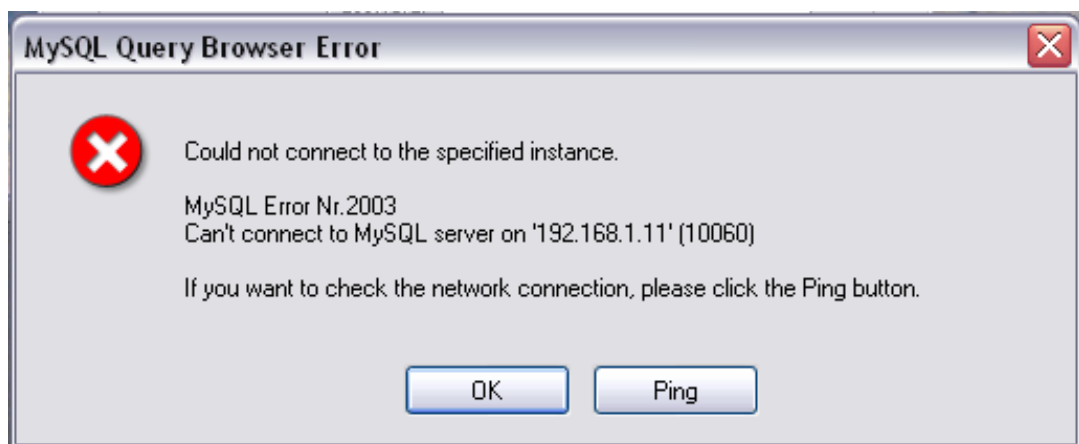 MySQL Query Browser Error
Could not connect to the specified instance.
MySQL Error Nr.2003
Can't connect to MySQL server on '192.168.1.11' (10060)
If you want to check the network connection, please click the Ping button.
OK
Ping